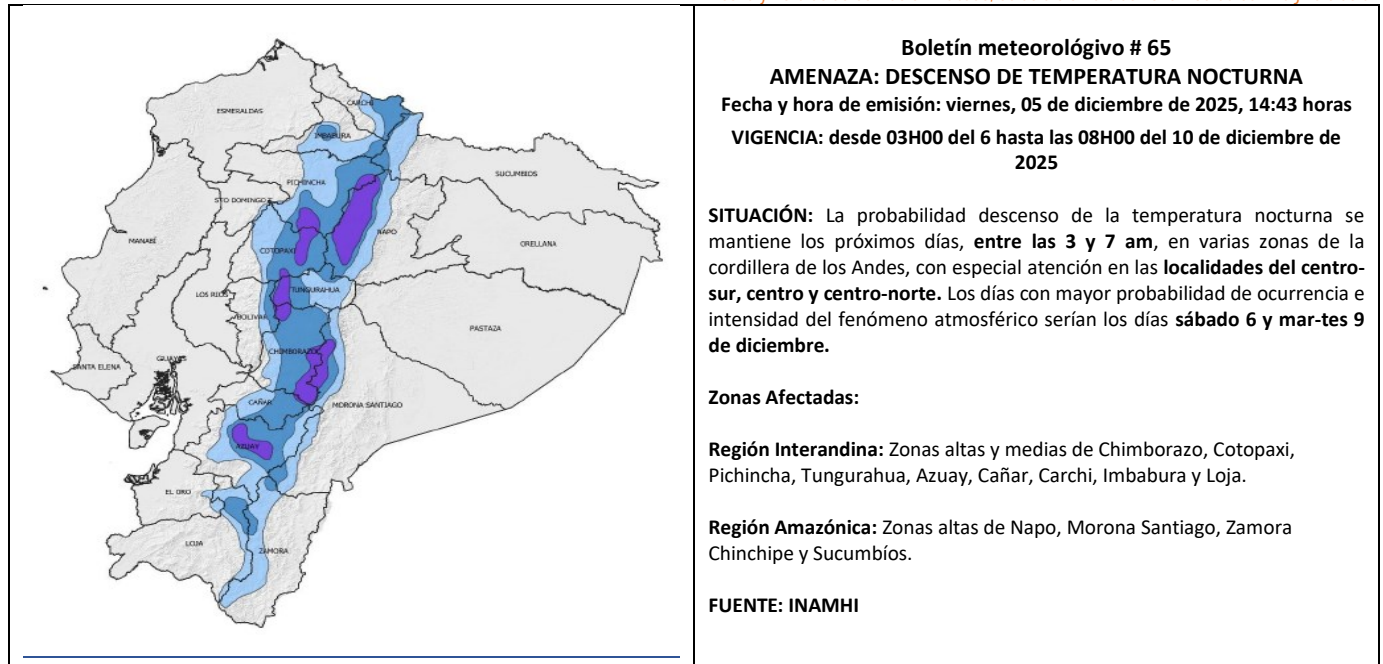 ESMERALDAS
CARCHI
IMBABURA
PICHINCHA
SUCUMBIOS
STO DOMINGO
NAPO
MANABÍ
COTOPAXI
ORELLANA
LOS RIOS
TUNGURAHUA
BOLIVAR
PASTAZA
CHIMBORAZO
GUAYAS
SANTA ELENA
CAÑAR
MORONA SANTIAGO
AZUAY
EL ORO
LOJA
ZAMORA
Boletín meteorológivo # 65
AMENAZA: DESCENSO DE TEMPERATURA NOCTURNA
Fecha y hora de emisión: viernes, 05 de diciembre de 2025, 14:43 horas
VIGENCIA: desde 03H00 del 6 hasta las 08H00 del 10 de diciembre de
2025
SITUACIÓN: La probabilidad descenso de la temperatura nocturna se
mantiene los próximos días, entre las 3 y 7 am, en varias zonas de la
cordillera de los Andes, con especial atención en las localidades del centro-
sur, centro y centro-norte. Los días con mayor probabilidad de ocurrencia e
intensidad del fenómeno atmosférico serían los días sábado 6 y mar-tes 9
de diciembre.
Zonas Afectadas:
Región Interandina: Zonas altas y medias de Chimborazo, Cotopaxi,
Pichincha, Tungurahua, Azuay, Cañar, Carchi, Imbabura y Loja.
Región Amazónica: Zonas altas de Napo, Morona Santiago, Zamora
Chinchipe y Sucumbíos.
FUENTE: INAMHI